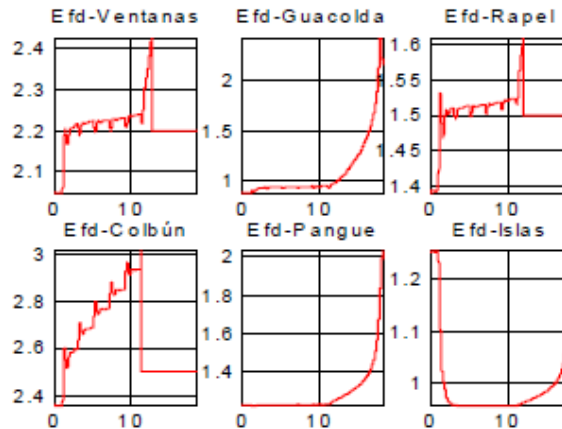 Efd-Ventanas Efd-Guacolda Efd-Rapel
2.4 2 1.6
2.3 .55
2.2 1.5 1.5
2.1 1 1.45
1.4
0 10 0 10 0 10
Efd-Colbún Efd-Pangue Efd-Islas
3 2 1.2
2.8 1.8 1.1
2.6 1.6 1
2.4 1.4
0 10 0 10 0 10